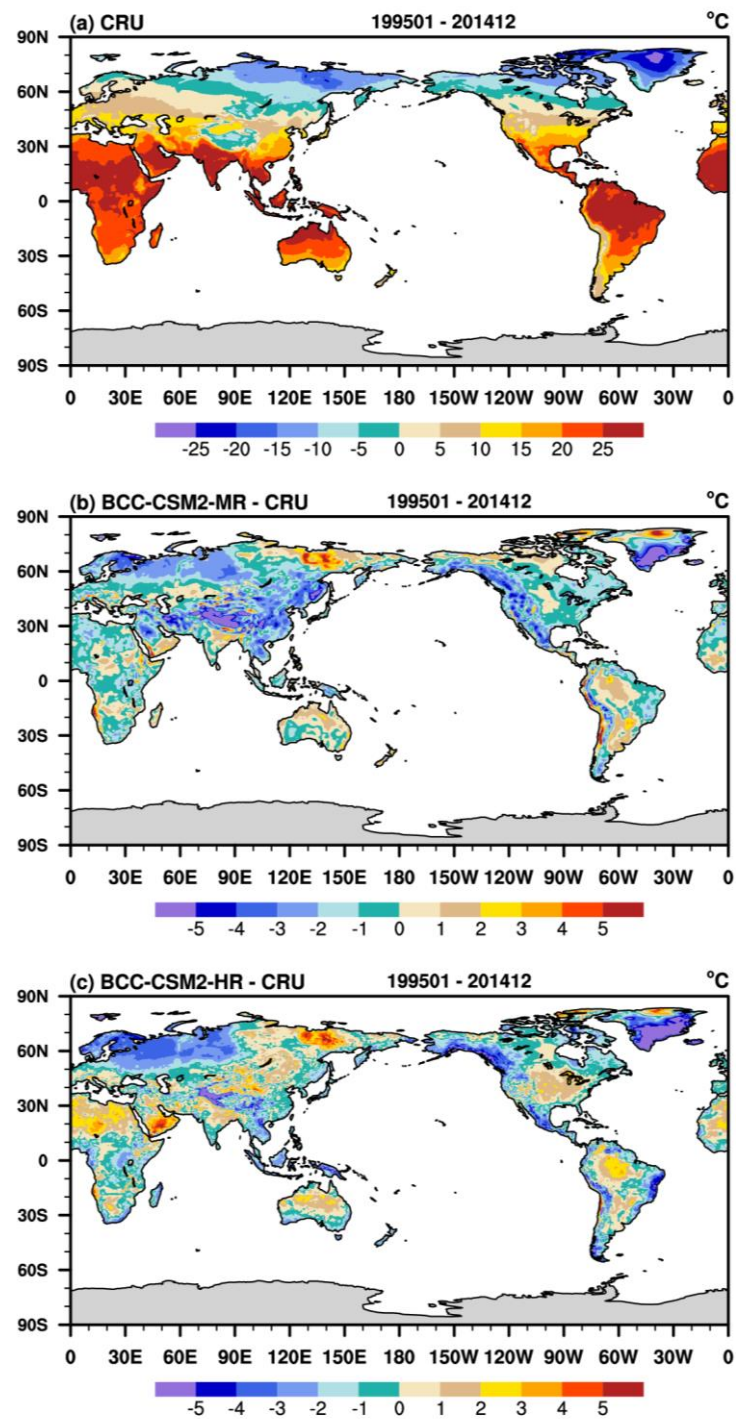 (a) CRU 199501 - 201412 °C
90N
60N
30N
0
30S
60S
90S
0 30E 60E 90E 120E 150E 180 150W 120W 90W 60W 30W 0
-25 -20 -15 -10 -5 0 5 10 15 20 25
(b) BCC-CSM2-MR - CRU 199501 - 201412 °C
90N
60N
30N
0
30S
60S
90S
0 30E 60E 90E 120E 150E 180 150W 120W 90W 60W 30W 0
-5 -4 -3 -2 -1 0 1 2 3 4 5
(c) BCC-CSM2-HR - CRU 199501 - 201412 °C
90N
60N
30N
0
30S
60S
90S
0 30E 60E 90E 120E 150E 180 150W 120W 90W 60W 30W 0
-5 -4 -3 -2 -1 0 1 2 3 4 5